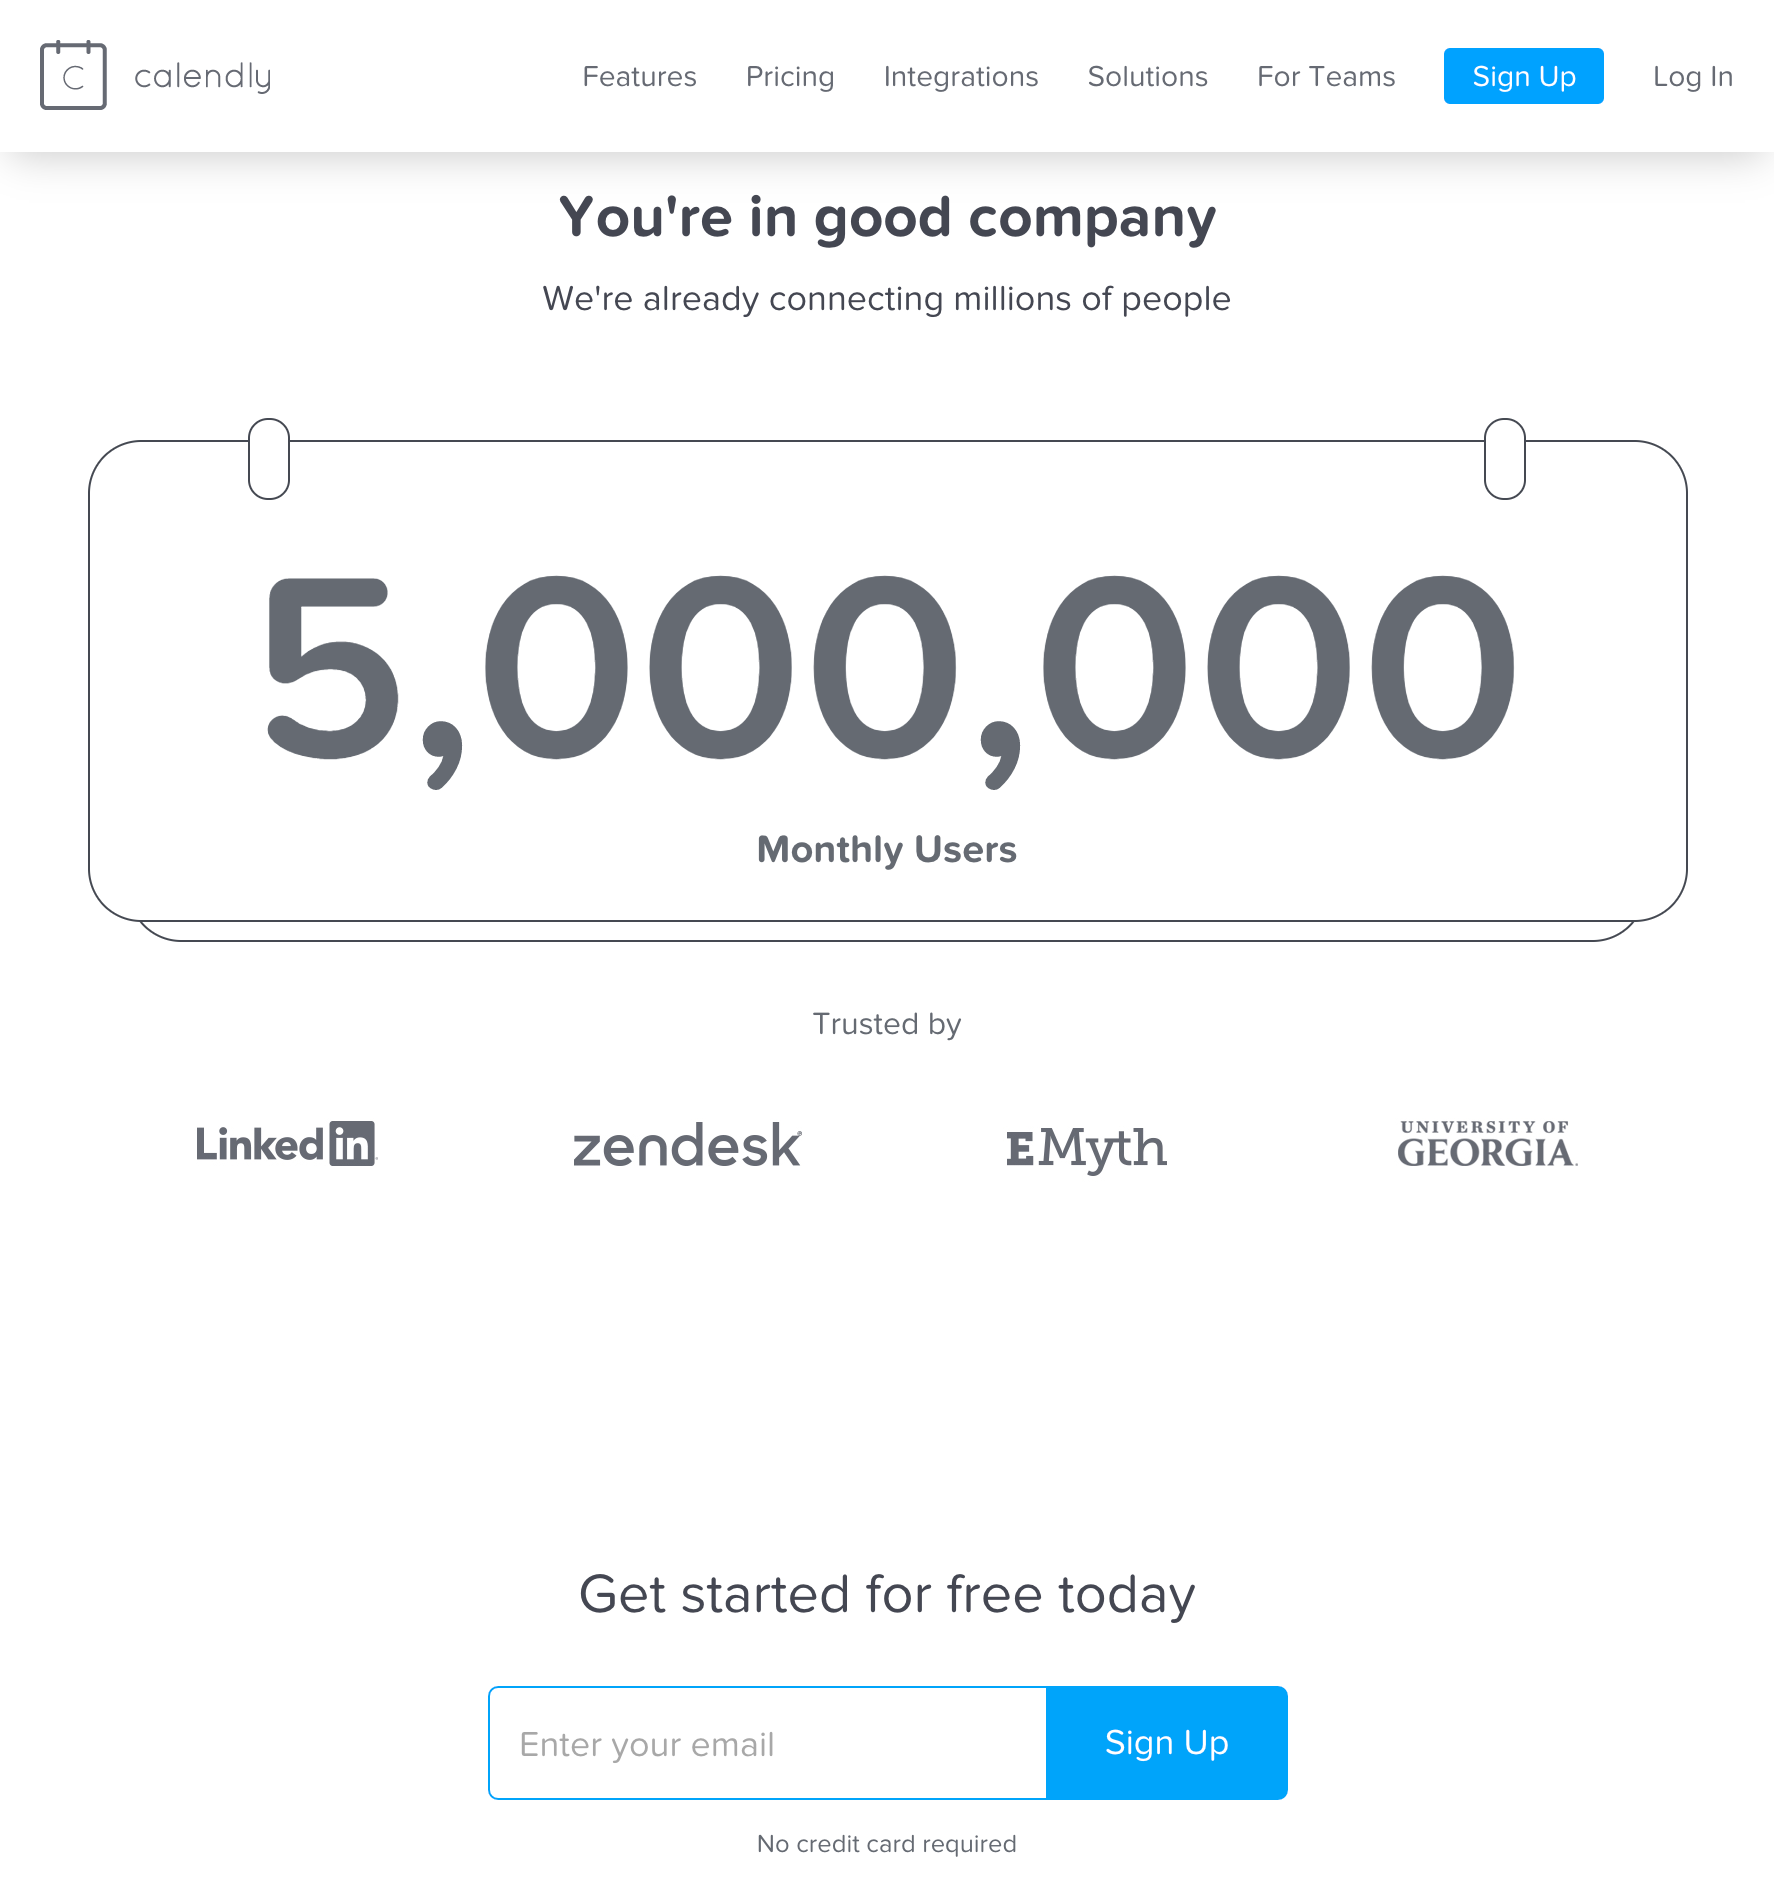 C
calendly
Features
Pricing
Integrations
Solutions
For Teams
Sign Up
Log In
You're in good company
We're already connecting millions of people
5,000,000
Monthly Users
Trusted by
Linkedin
zendesk®
EMyth
UNIVERSITY OF
GEORGIA.
Get started for free today
Enter your email
Sign Up
No credit card required